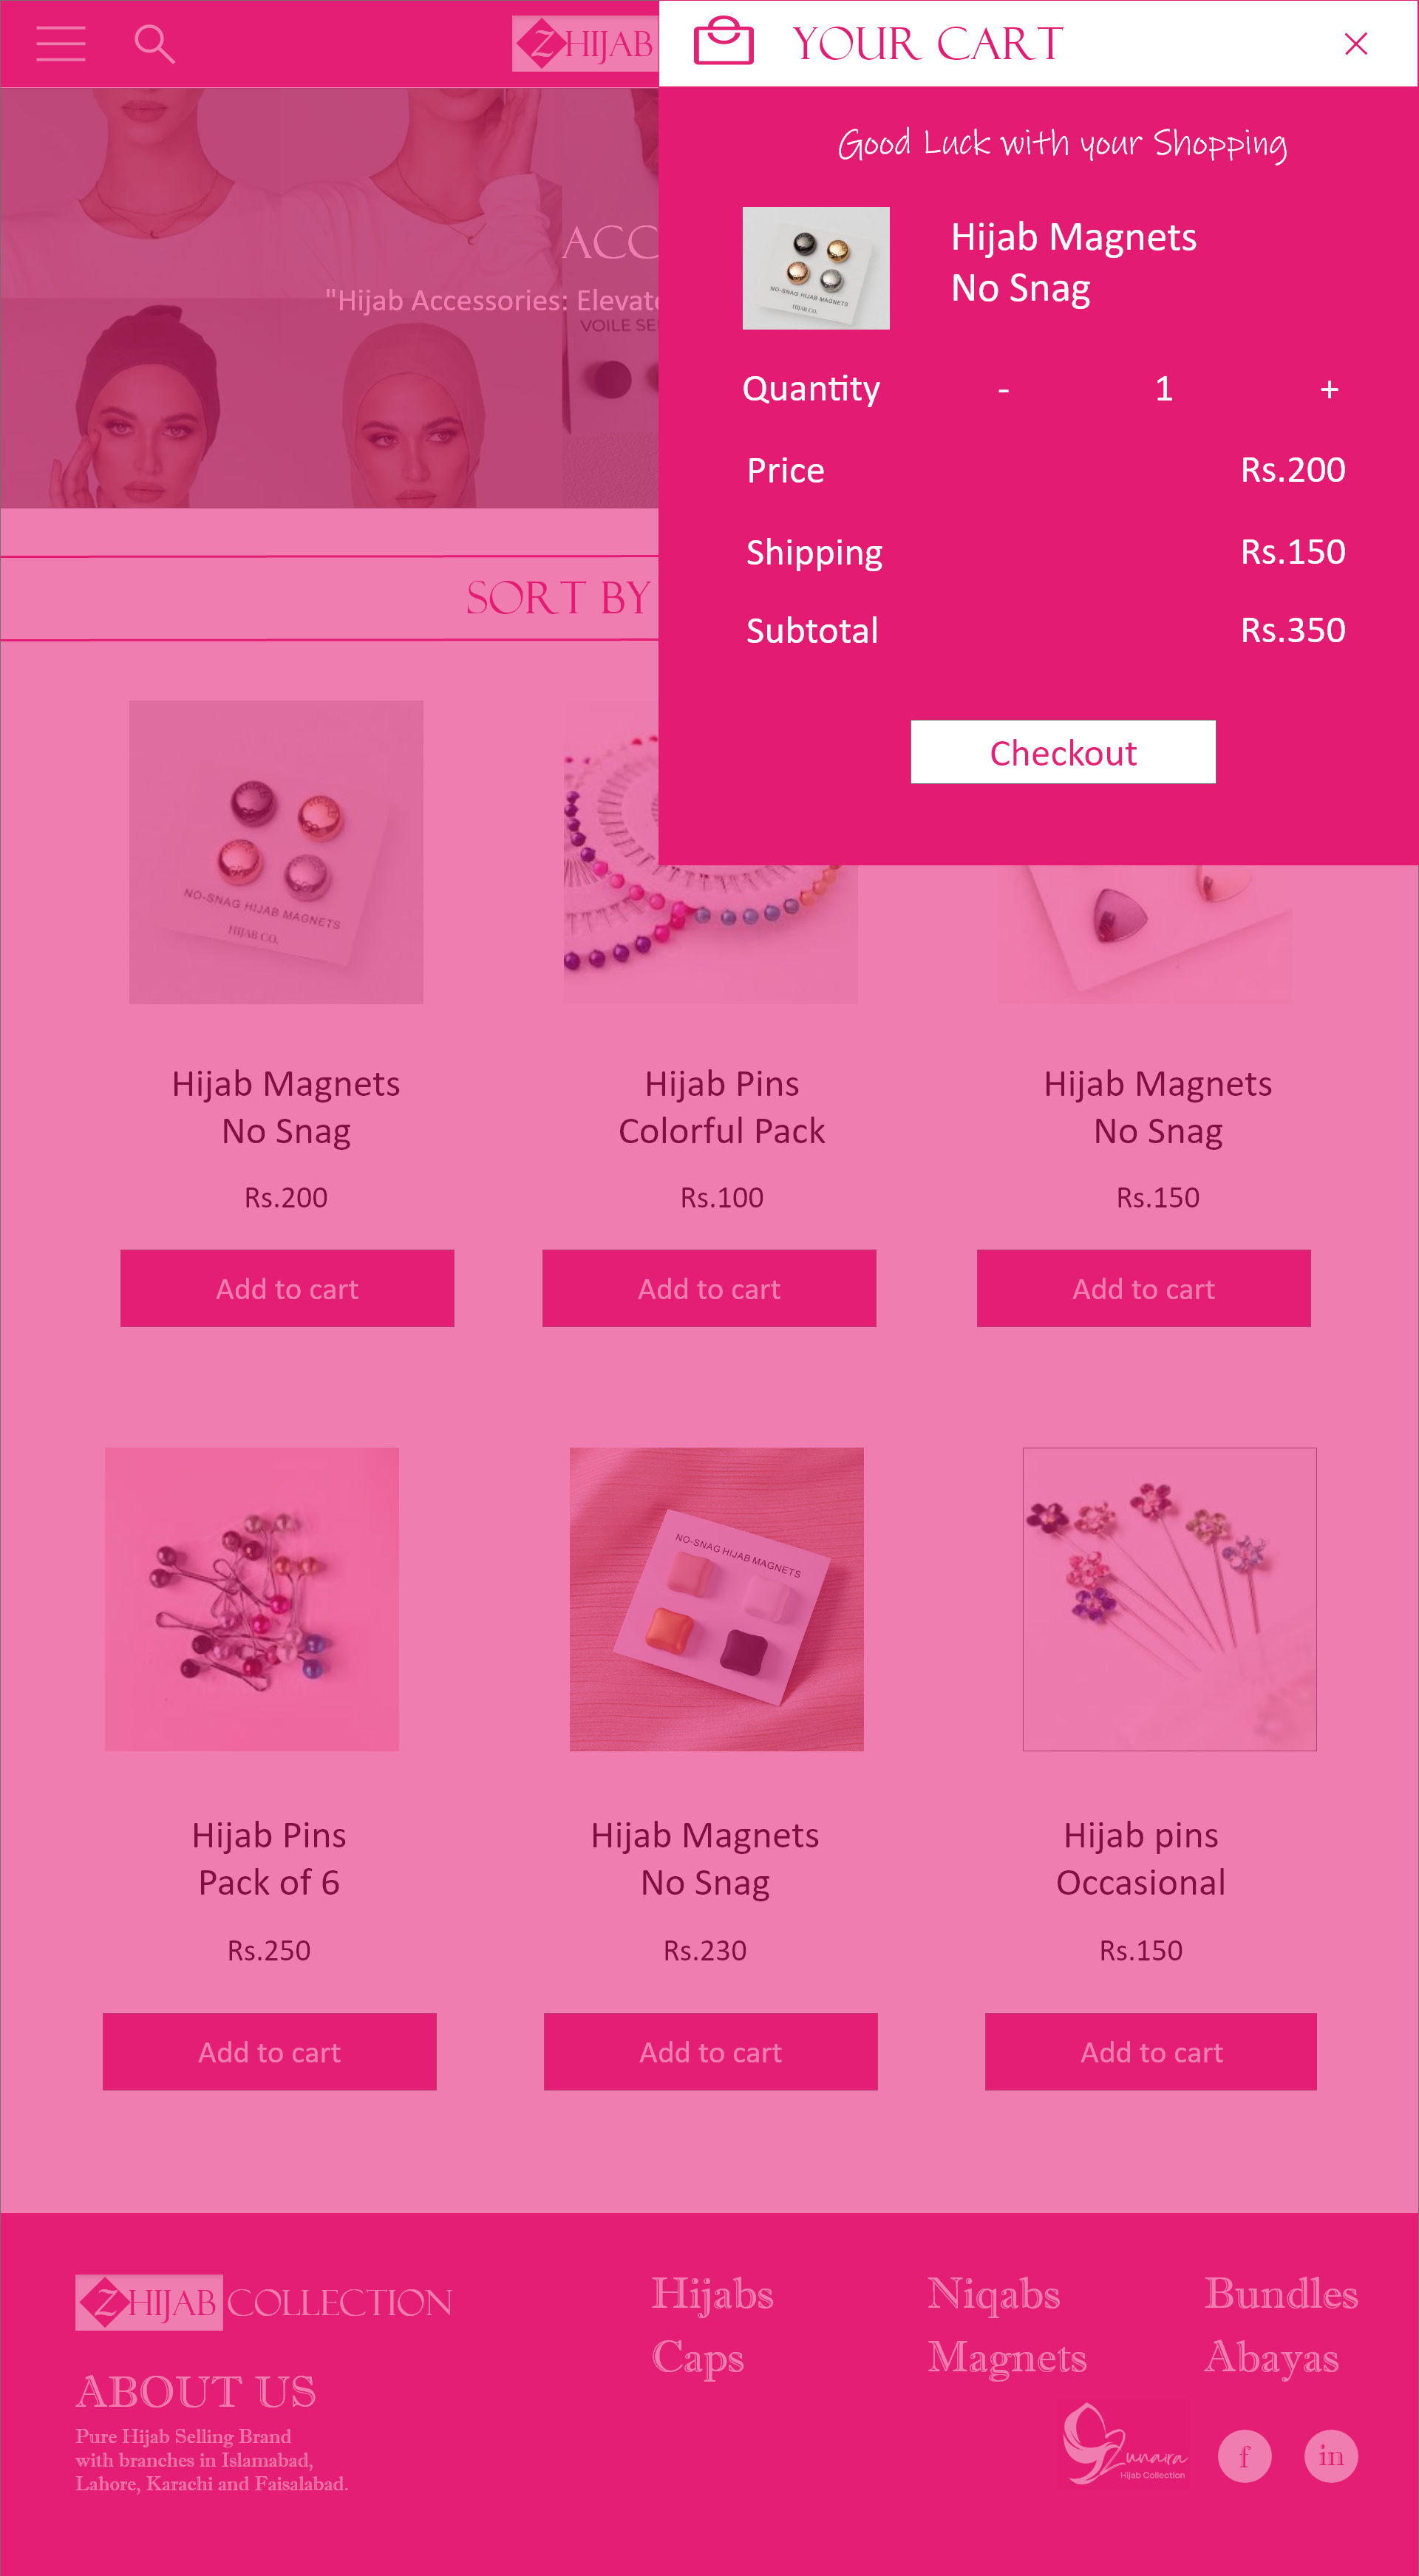 Z HIJAB
YOUR CART
Good Luck with your Shopping
ACC
"Hijab Accessories: Elevate
VOILE SE
NO-SNAG HIJAB MAGNETS
HIJAB CO.
Hijab Magnets
No Snag
Quantity - 1 +
Price Rs.200
Shipping Rs.150
Subtotal Rs.350
Checkout
SORT BY
NO-SNAG HIJAB MAGNETS
HIJAB CO.
Hijab Magnets
No Snag
Rs.200
Add to cart
Hijab Pins
Colorful Pack
Rs.100
Add to cart
Hijab Magnets
No Snag
Rs.150
Add to cart
Hijab Pins
Pack of 6
Rs.250
Add to cart
NO-SNAG HIJAB MAGNETS
Hijab Magnets
No Snag
Rs.230
Add to cart
Hijab pins
Occasional
Rs.150
Add to cart
Z HIJAB COLLECTION
ABOUT US
Pure Hijab Selling Brand
with branches in Islamabad,
Lahore, Karachi and Faisalabad.
Hijabs Niqabs Bundles
Caps Magnets Abayas
Zunaira
Hijab Collection
f in